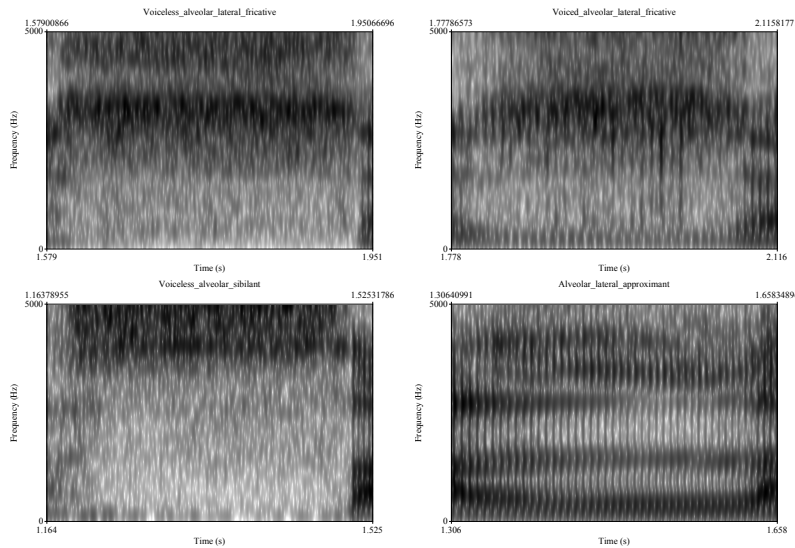 Voiceless_alveolar_lateral_fricative
1.57900866 1.95066696
5000
Frequency (Hz)
0
1.579 1.951
Time (s)
Voiced_alveolar_lateral_fricative
1.77786573 2.1158177
5000
Frequency (Hz)
0
1.778 2.116
Time (s)
Voiceless_alveolar_sibilant
1.16378955 1.52531786
5000
Frequency (Hz)
0
1.164 1.525
Time (s)
Alveolar_lateral_approximant
1.30640991 1.6583489
5000
Frequency (Hz)
0
1.306 1.658
Time (s)